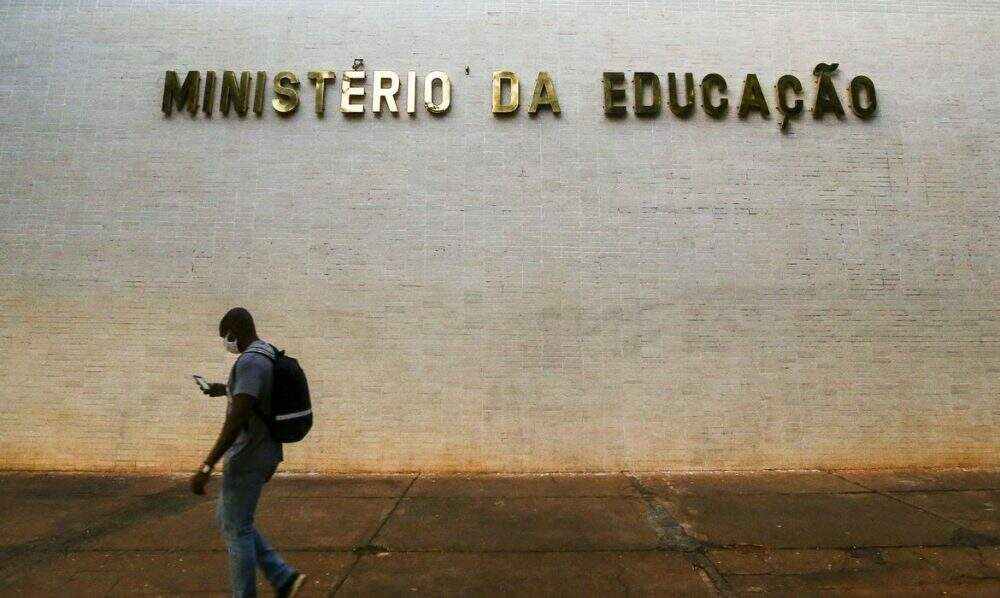 MINISTÉRIO DA EDUCAÇÃO